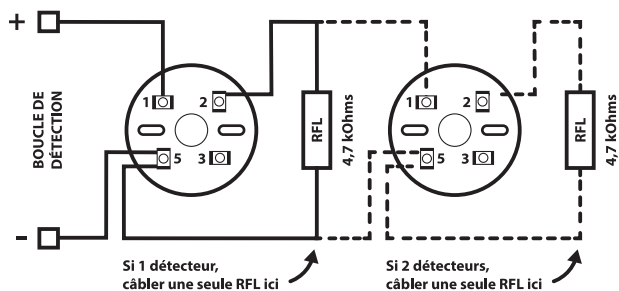 +
BOUCLE DE
DÉTECTION
-
1
2
5
3
RFL
4,7 kOhms
1
2
5
3
RFL
4,7 kOhms
Si 1 détecteur,
câbler une seule RFL ici
Si 2 détecteurs,
câbler une seule RFL ici